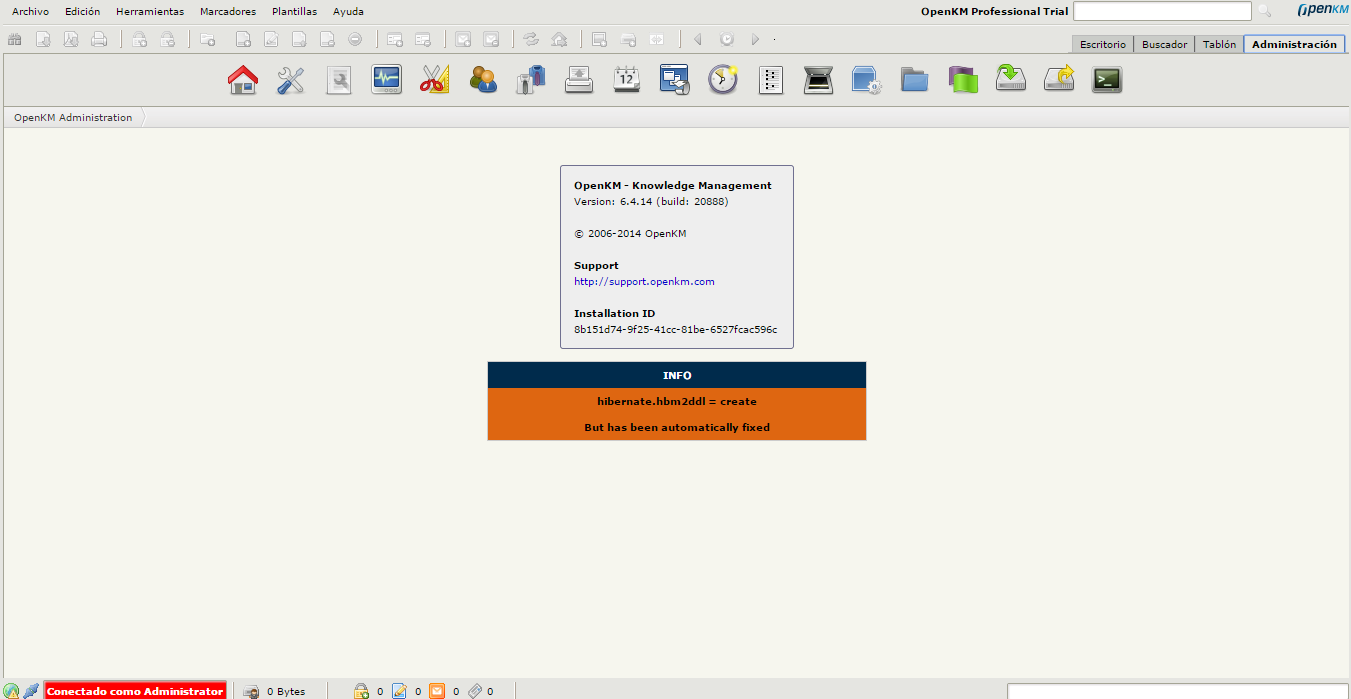 Archivo Edición Herramientas Marcadores Plantillas Ayuda OpenKM Professional Trial OpenKM
Escritorio Buscador Tablón Administración
12
OpenKM Administration
OpenKM - Knowledge Management
Version: 6.4.14 (build: 20888)
© 2006-2014 OpenKM
Support
http://support.openkm.com
Installation ID
8b151d74-9f25-41cc-81be-6527fcac596c
INFO
hibernate.hbm2ddl = create
But has been automatically fixed
Conectado como Administrator 0 Bytes 0 0 0 0